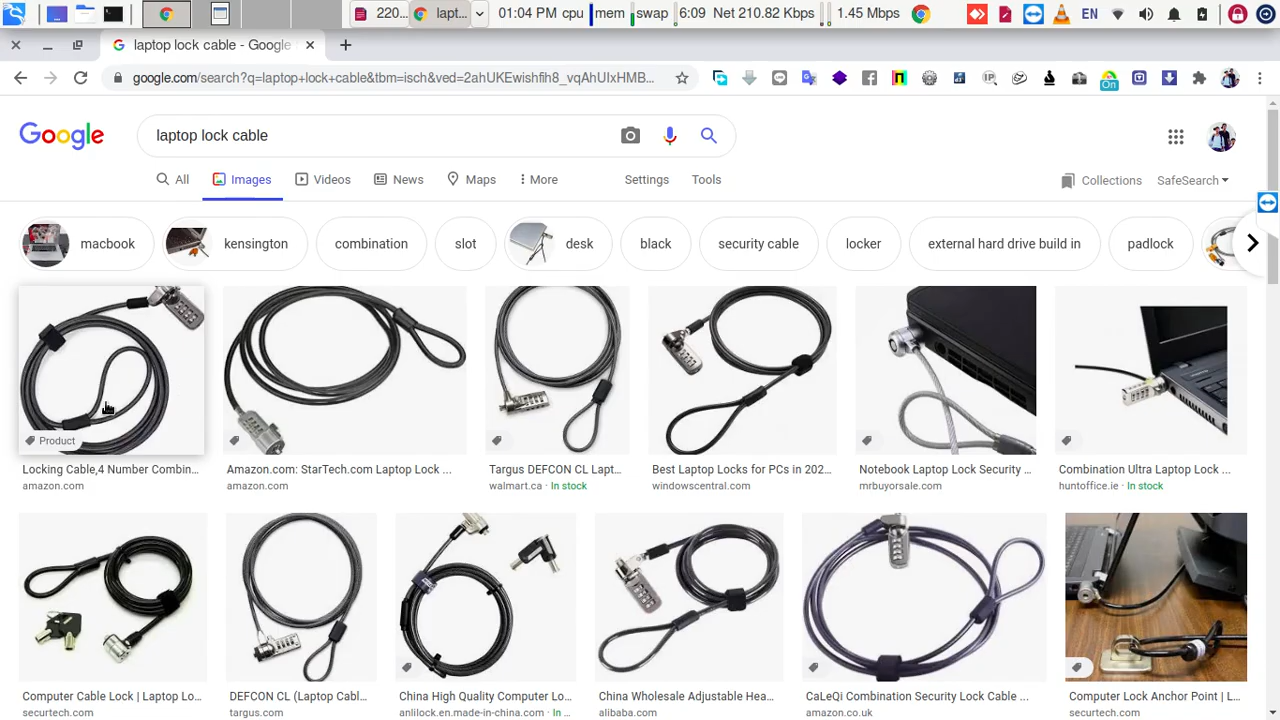 220... lapt... 01:04 PM cpu mem swap 6:09 Net 210.82 Kbps 1.45 Mbps EN
laptop lock cable - Google
google.com/search?q=laptop+lock+cable&tbm=isch&ved=2ahUKEwishfih8_vqAhUIxHMB... On
Google laptop lock cable
All Images Videos News Maps More Settings Tools Collections SafeSearch
macbook kensington combination slot desk black security cable locker external hard drive build in padlock
Product
Locking Cable,4 Number Combin... Amazon.com: StarTech.com Laptop Lock ... Targus DEFCON CL Lapt... Best Laptop Locks for PCs in 202... Notebook Laptop Lock Security ... Combination Ultra Laptop Lock ...
amazon.com amazon.com walmart.ca · In stock windowscentral.com mrbuyorsale.com huntoffice.ie · In stock
Computer Cable Lock | Laptop Lo... DEFCON CL (Laptop Cabl... China High Quality Computer Lo... China Wholesale Adjustable Hea... CaLeQi Combination Security Lock Cable ... Computer Lock Anchor Point | L...
securtech.com targus.com anlilock.en.made-in-china.com · In ... alibaba.com amazon.co.uk securtech.com